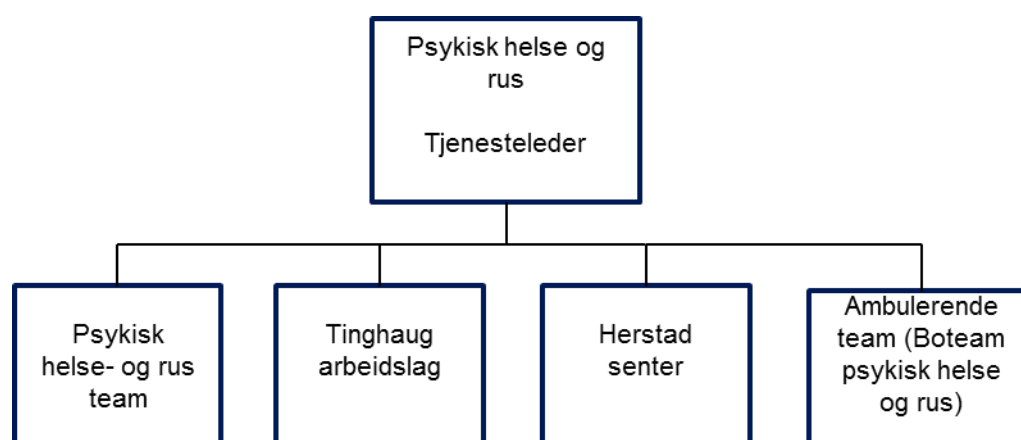 Psykisk helse og
rus
Tjenesteleder
Psykisk
helse- og rus
team
Tinghaug
arbeidslag
Herstad
senter
Ambulerende
team (Boteam
psykisk helse
og rus)